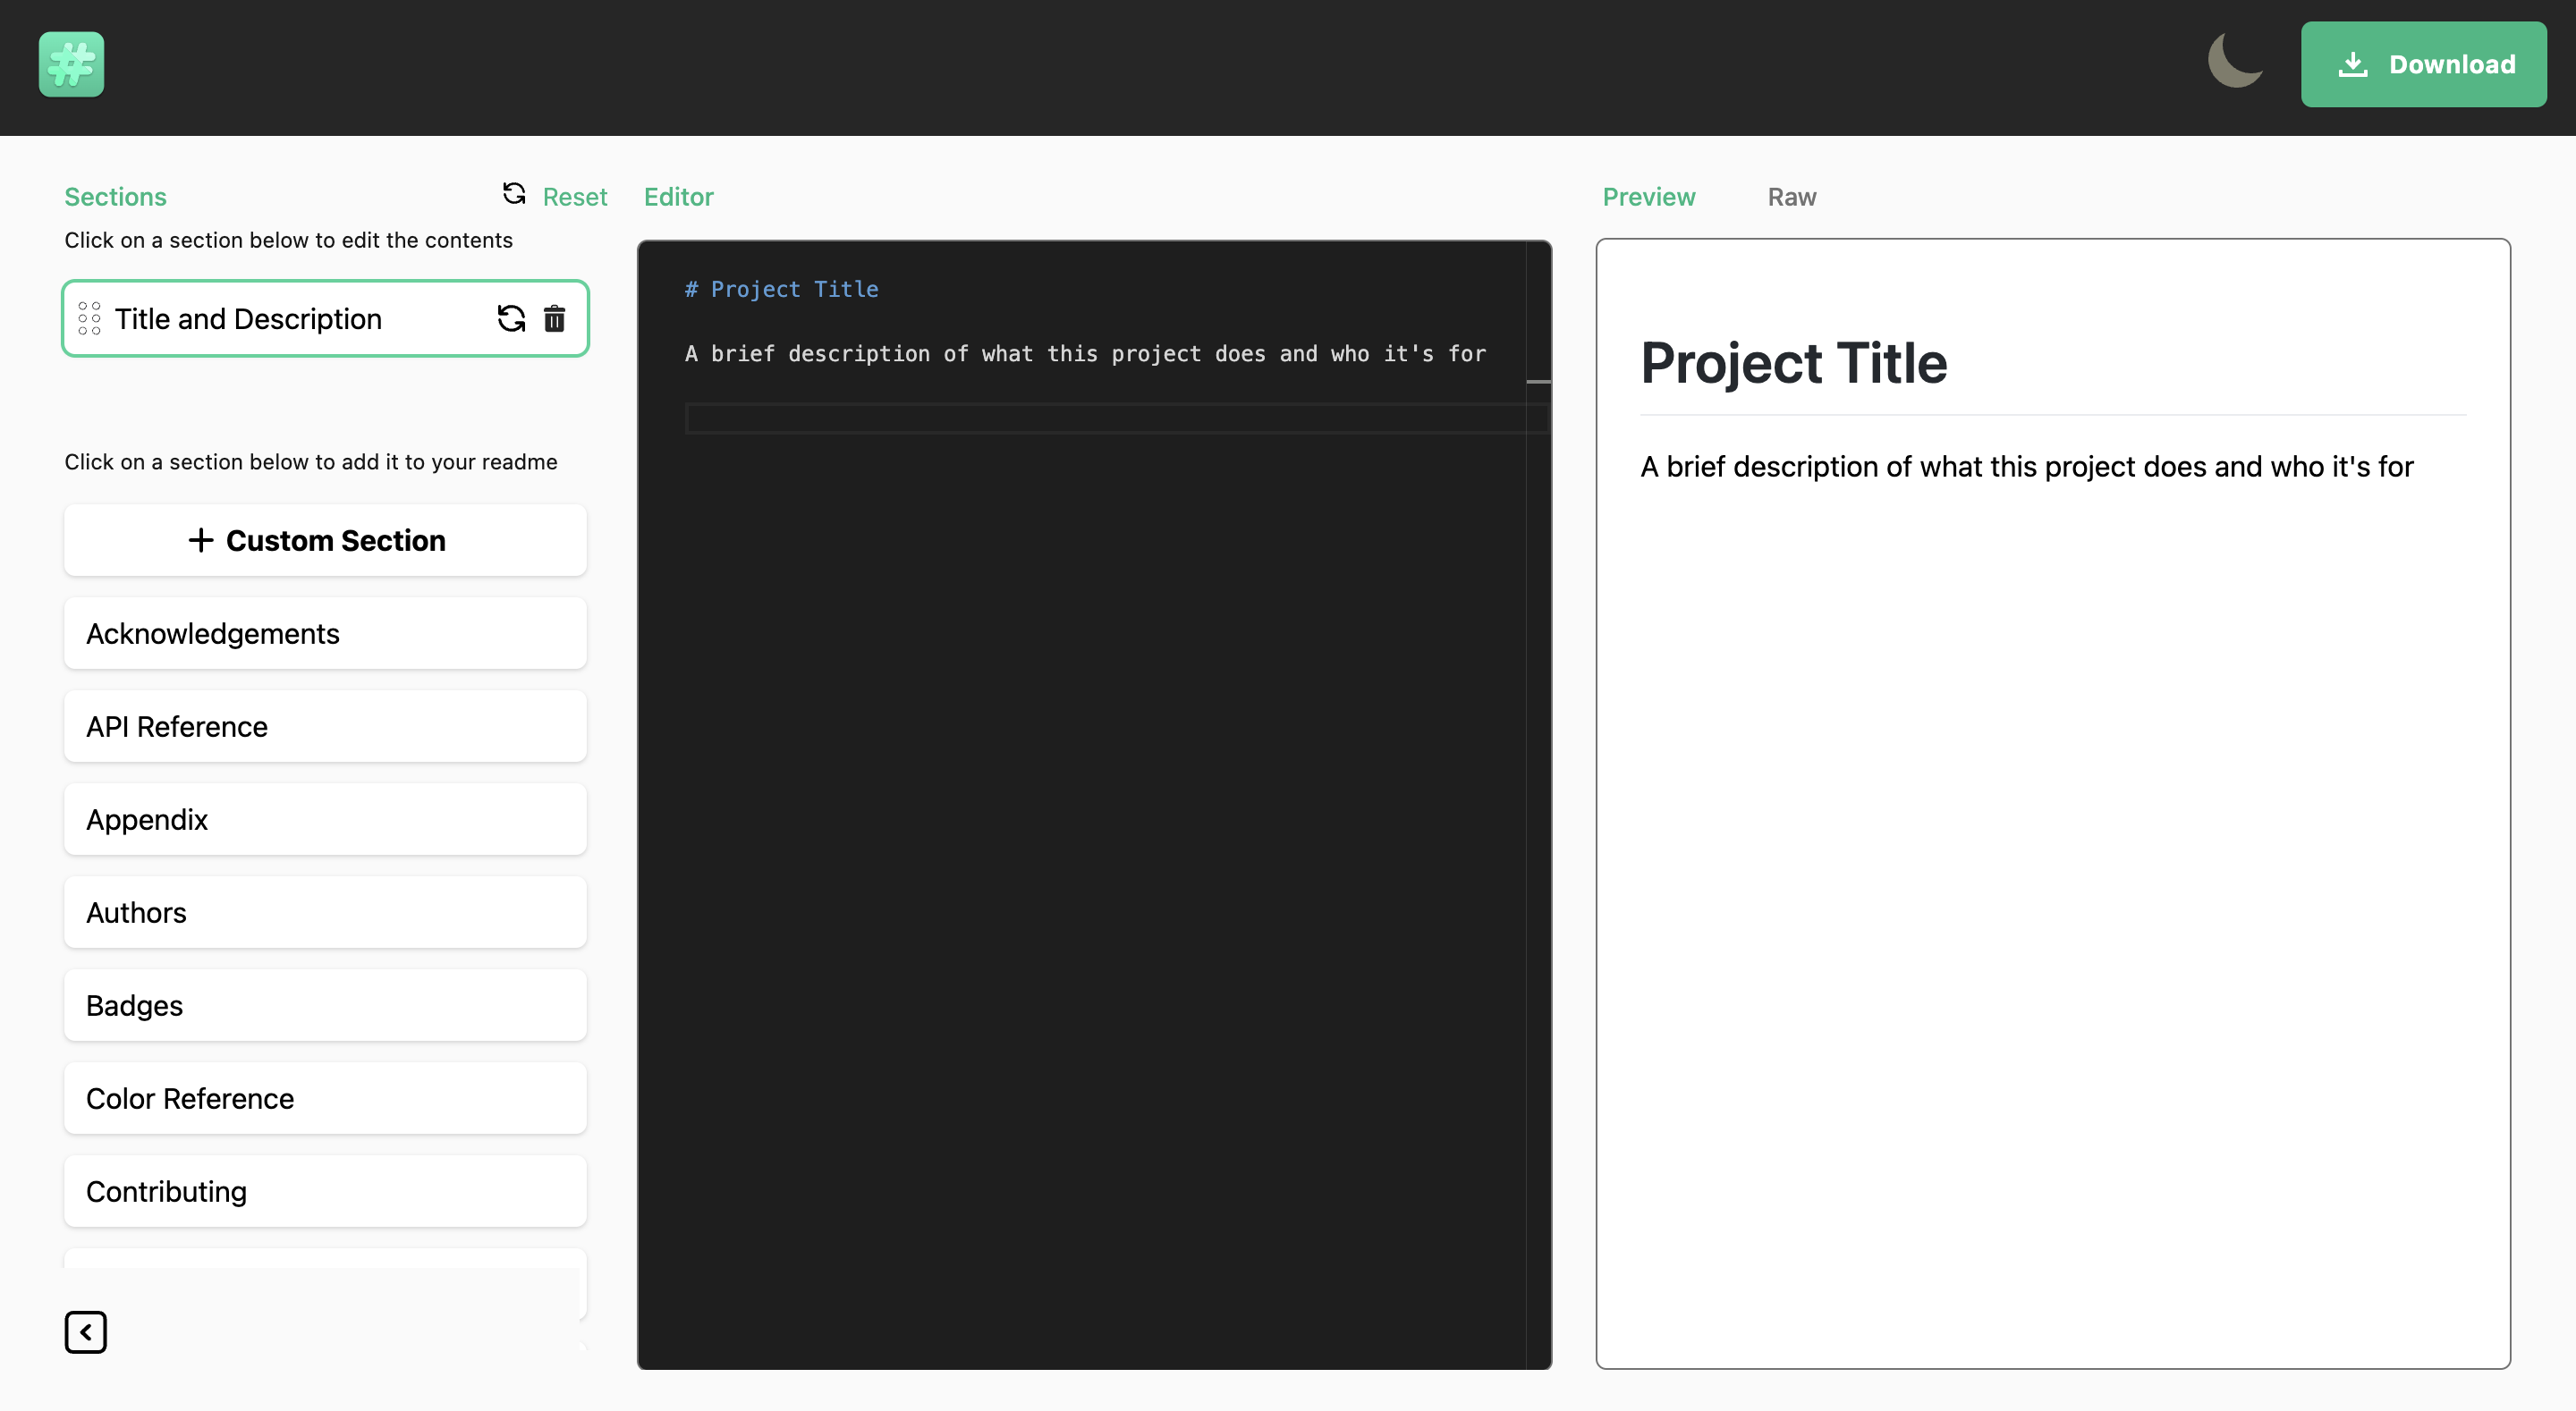 Download
Sections
Reset
Click on a section below to edit the contents
Title and Description
Click on a section below to add it to your readme
+ Custom Section
Acknowledgements
API Reference
Appendix
Authors
Badges
Color Reference
Contributing
Editor
# Project Title
A brief description of what this project does and who it's for
Preview
Raw
Project Title
A brief description of what this project does and who it's for